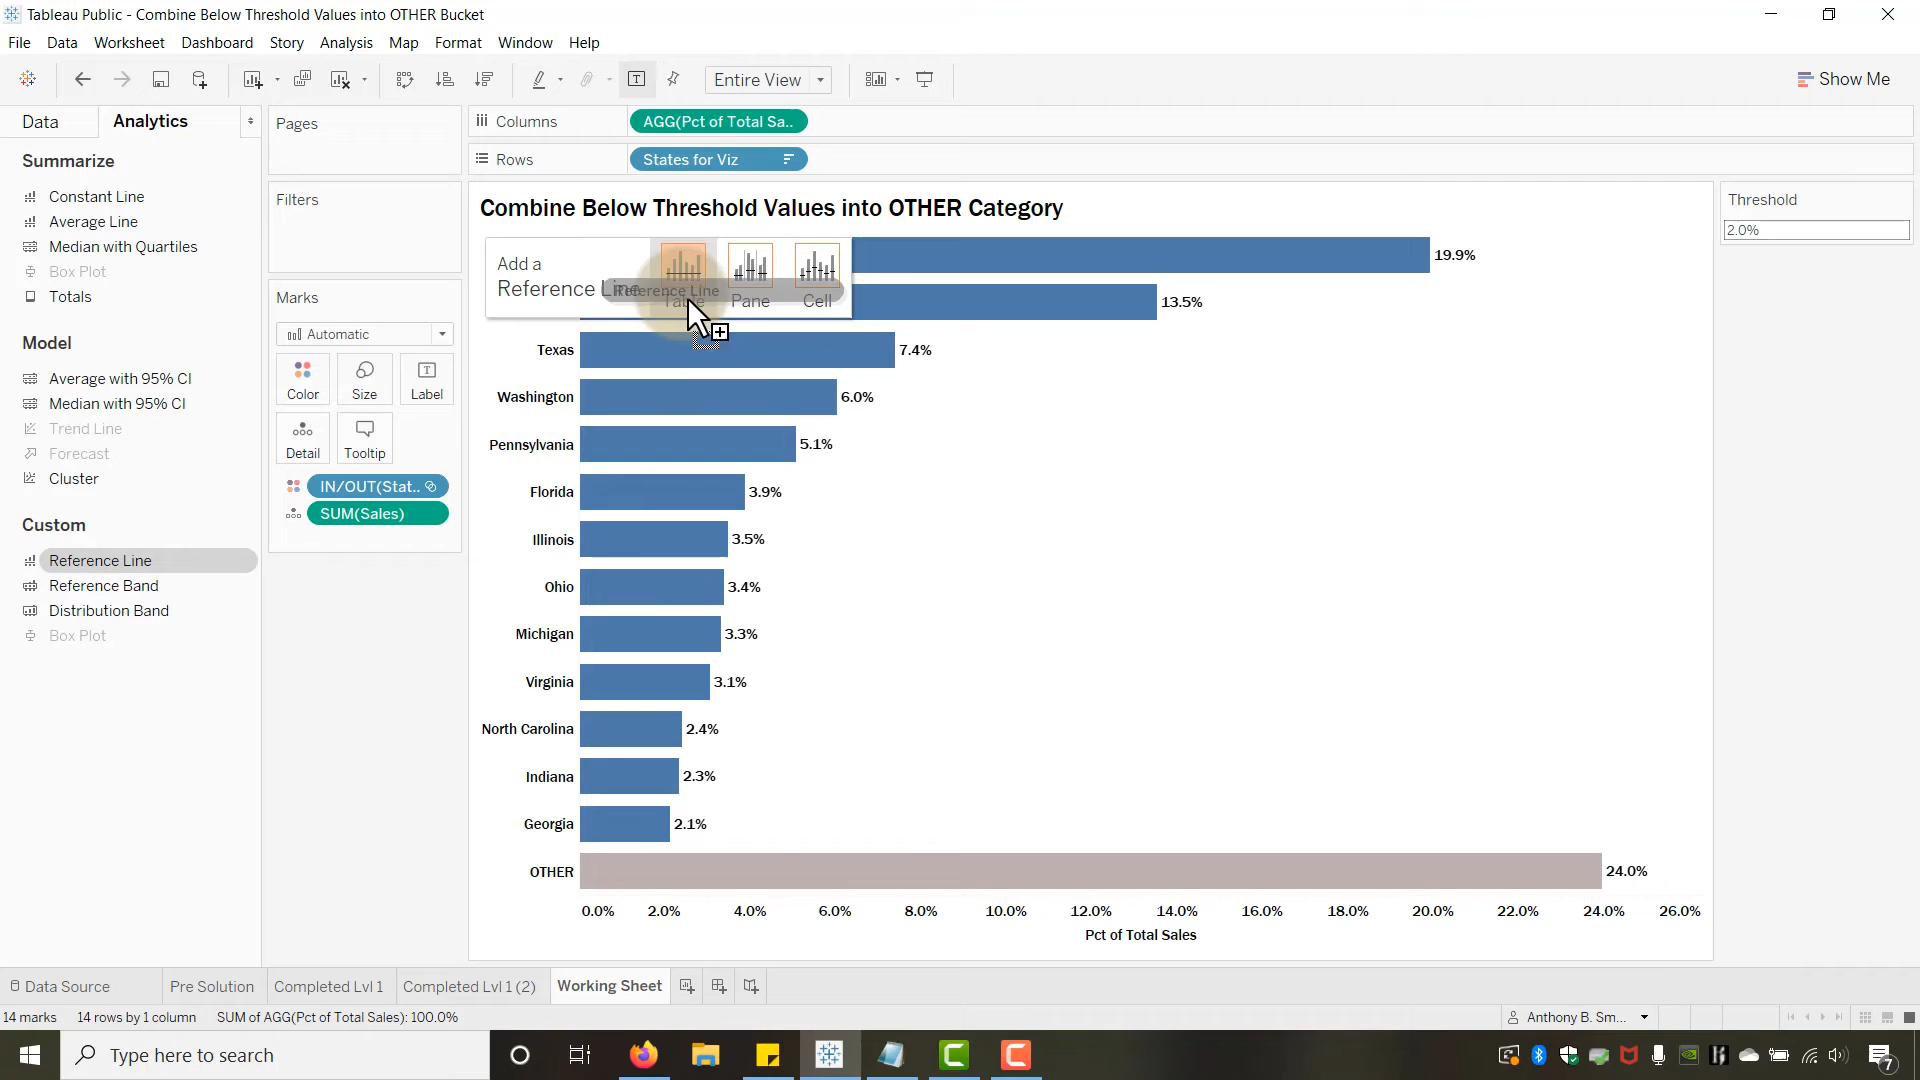 Tableau Public - Combine Below Threshold Values into OTHER Bucket
File Data Worksheet Dashboard Story Analysis Map Format Window Help
Entire View
Show Me
Data Analytics
Summarize
Constant Line
Average Line
Median with Quartiles
Box Plot
Totals
Model
Average with 95% CI
Median with 95% CI
Trend Line
Forecast
Cluster
Custom
Reference Line
Reference Band
Distribution Band
Box Plot
Pages
Filters
Marks
Automatic
Color Size Label
Detail Tooltip
IN/OUT(Stat..
SUM(Sales)
Columns AGG(Pct of Total Sa..
Rows States for Viz
Combine Below Threshold Values into OTHER Category
Add a
Reference Line
Reference Line
Table Pane Cell
19.9%
13.5%
Texas 7.4%
Washington 6.0%
Pennsylvania 5.1%
Florida 3.9%
Illinois 3.5%
Ohio 3.4%
Michigan 3.3%
Virginia 3.1%
North Carolina 2.4%
Indiana 2.3%
Georgia 2.1%
OTHER 24.0%
0.0% 2.0% 4.0% 6.0% 8.0% 10.0% 12.0% 14.0% 16.0% 18.0% 20.0% 22.0% 24.0% 26.0%
Pct of Total Sales
Threshold
2.0%
Data Source Pre Solution Completed Lvl 1 Completed Lvl 1 (2) Working Sheet
14 marks 14 rows by 1 column SUM of AGG(Pct of Total Sales): 100.0% Anthony B. Sm...
Type here to search
7